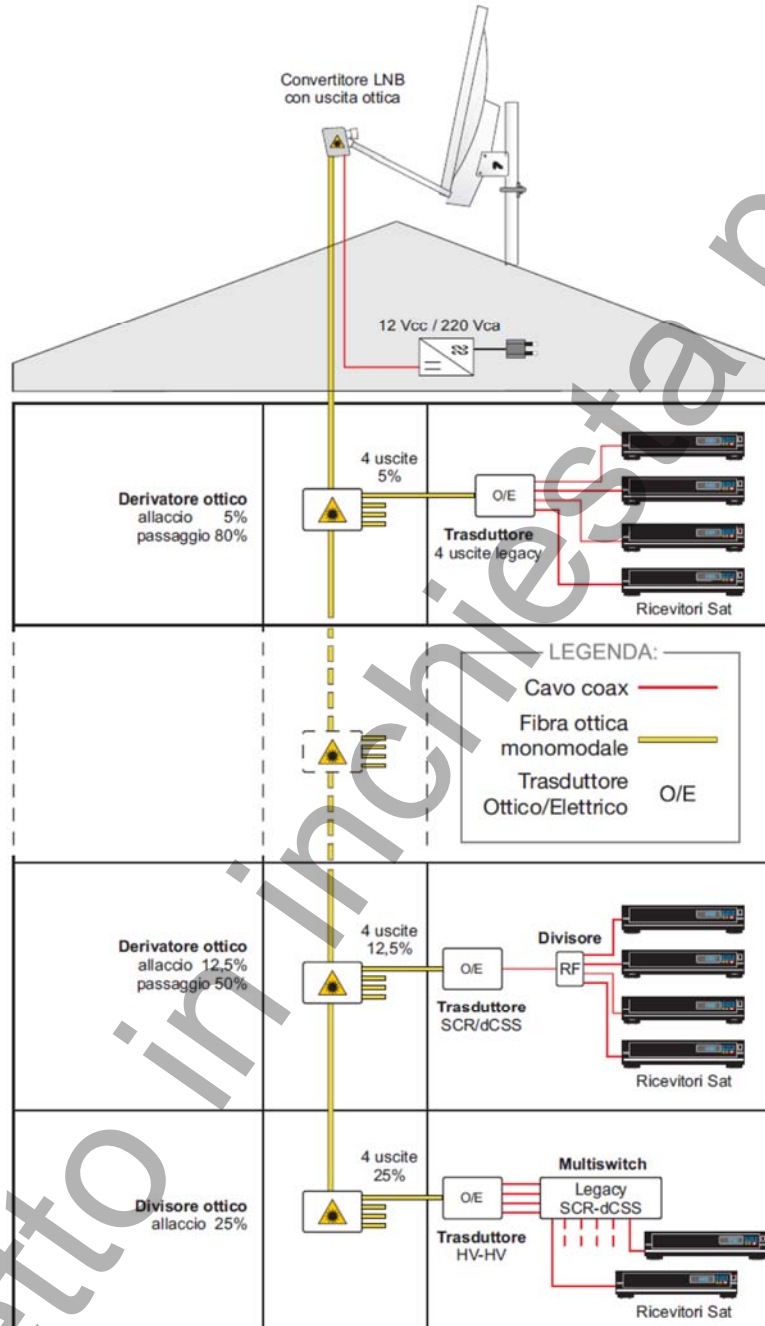 Convertitore LNB
con uscita ottica
12 Vcc / 220 Vca
4 uscite
5%
Derivatore ottico
allaccio 5%
passaggio 80%
O/E
Trasduttore
4 uscite legacy
Ricevitori Sat
LEGENDA:
Cavo coax
Fibra ottica
monomodale
Trasduttore
Ottico/Elettrico
O/E
4 uscite
12,5%
Derivatore ottico
allaccio 12,5%
passaggio 50%
O/E
Trasduttore
SCR/dCSS
Divisore
RF
Ricevitori Sat
4 uscite
25%
Divisore ottico
allaccio 25%
O/E
Trasduttore
HV-HV
Multiswitch
Legacy
SCR-dCSS
Ricevitori Sat
etto in inchiesta p